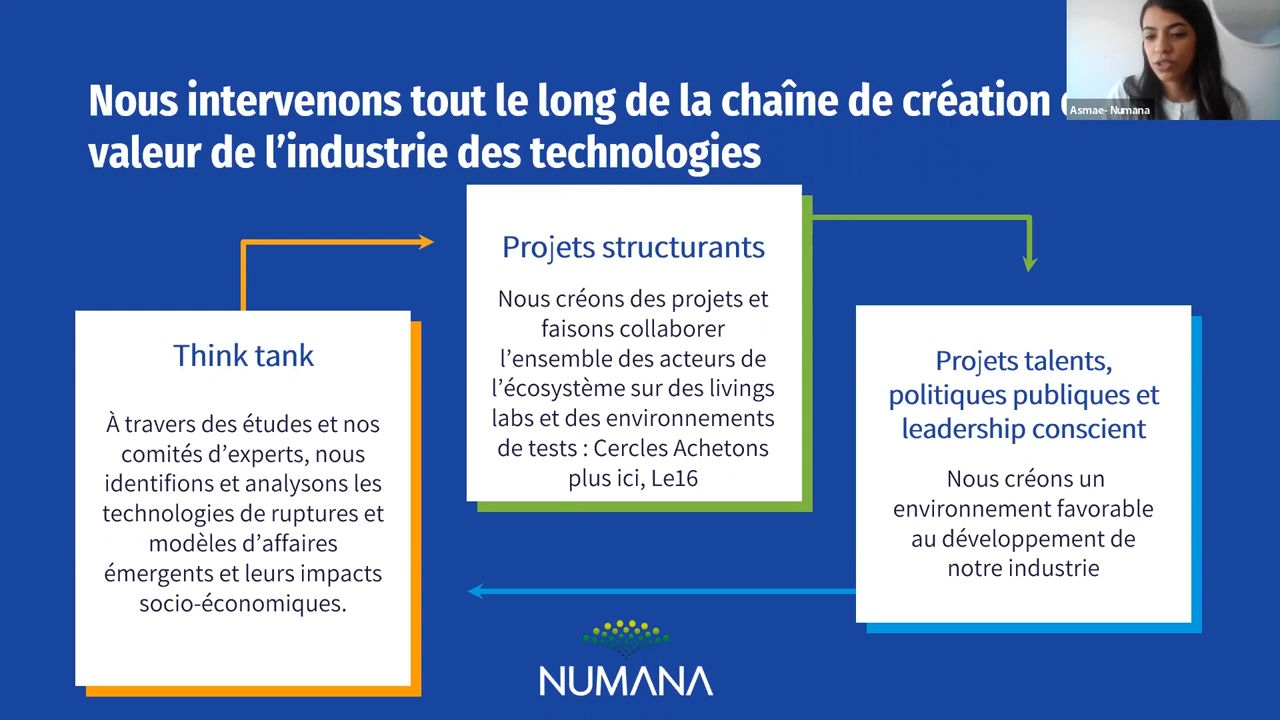 Nous intervenons tout le long de la chaîne de création
valeur de l’industrie des technologies
Asmae- Numana
Think tank
À travers des études et nos
comités d’experts, nous
identifions et analysons les
technologies de ruptures et
modèles d’affaires
émergents et leurs impacts
socio-économiques.
Projets structurants
Nous créons des projets et
faisons collaborer
l’ensemble des acteurs de
l’écosystème sur des livings
labs et des environnements
de tests : Cercles Achetons
plus ici, Le16
Projets talents,
politiques publiques et
leadership conscient
Nous créons un
environnement favorable
au développement de
notre industrie
NUMANA